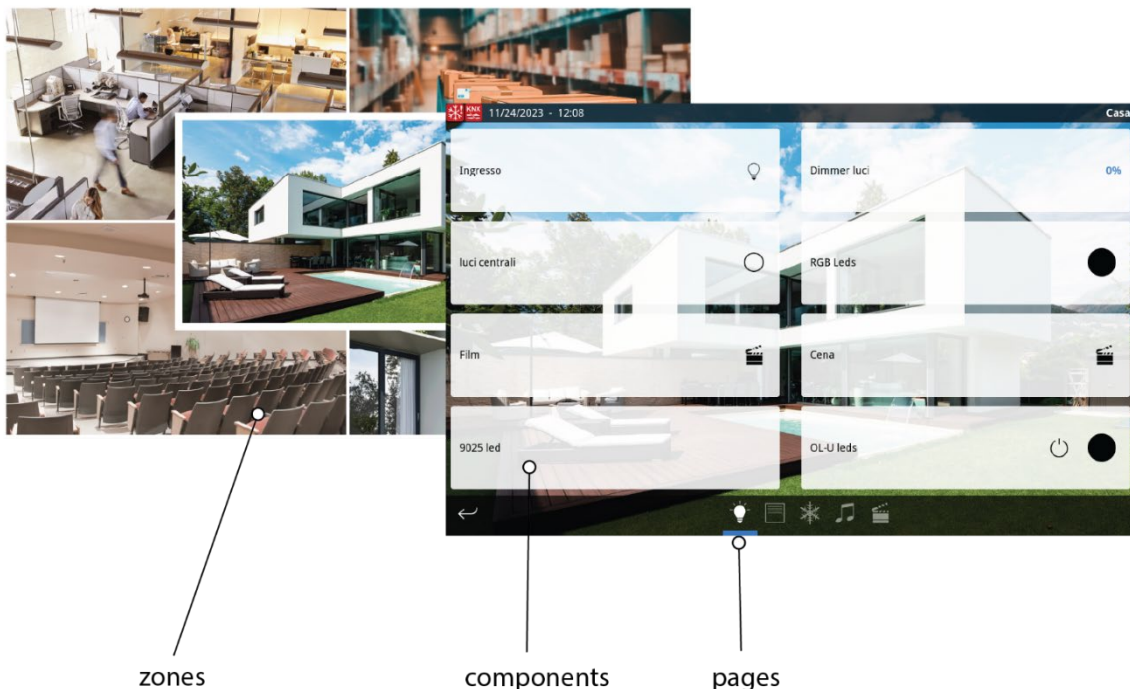 KNX
11/24/2023 - 12:08
Casa
Ingresso
Dimmer luci
0%
luci centrali
RGB Leds
Film
Cena
9025 led
OL-U leds
zones
components
pages